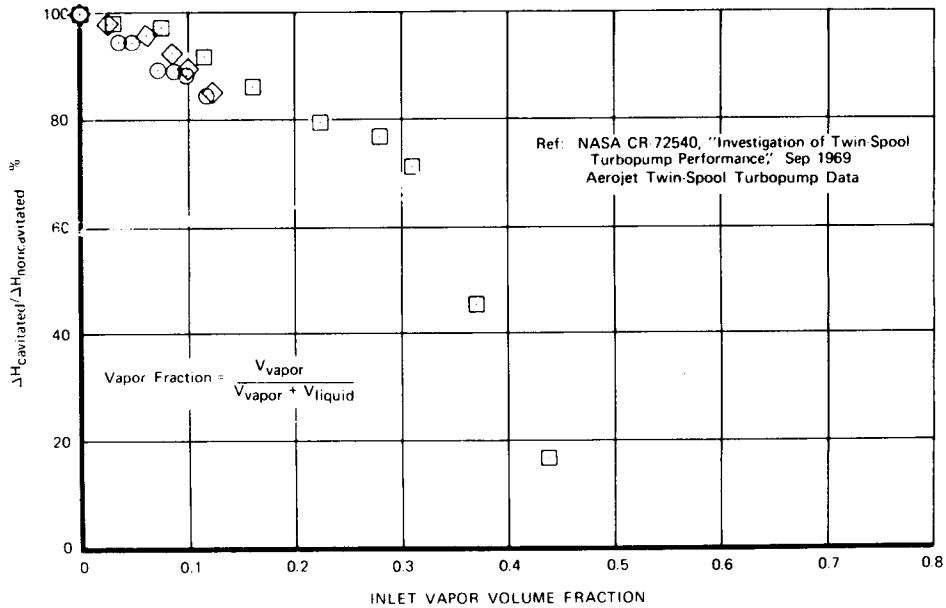 100
80
60
40
20
0
ΔHcavitated/ΔHnoncavitated %
Ref: NASA CR-72540, "Investigation of Twin-Spool
Turbopump Performance," Sep 1969
Aerojet Twin-Spool Turbopump Data
Vapor Fraction = Vvapor
Vvapor + Vliquid
0 0.1 0.2 0.3 0.4 0.5 0.6 0.7 0.8
INLET VAPOR VOLUME FRACTION